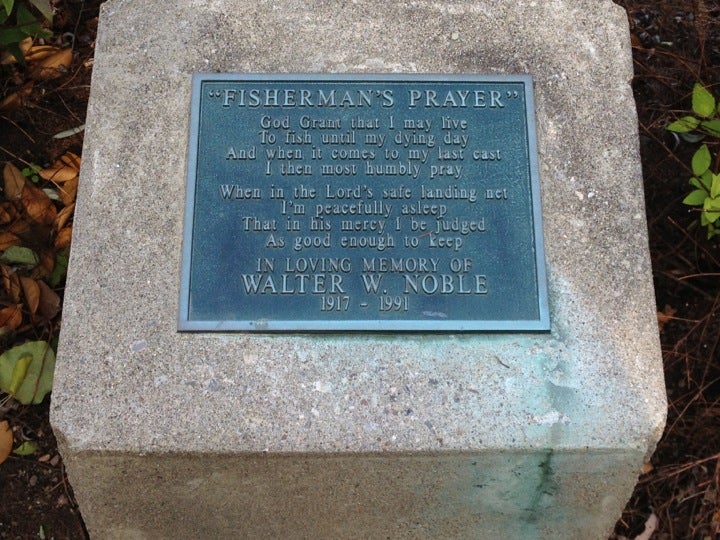 "FISHERMAN'S PRAYER"
God Grant that I may live
To fish until my dying day
And when it comes to my last cast
I then most humbly pray
When in the Lord's safe landing net
I'm peacefully asleep
That in his mercy I be judged
As good enough to keep
IN LOVING MEMORY OF
WALTER W. NOBLE
1917 - 1991